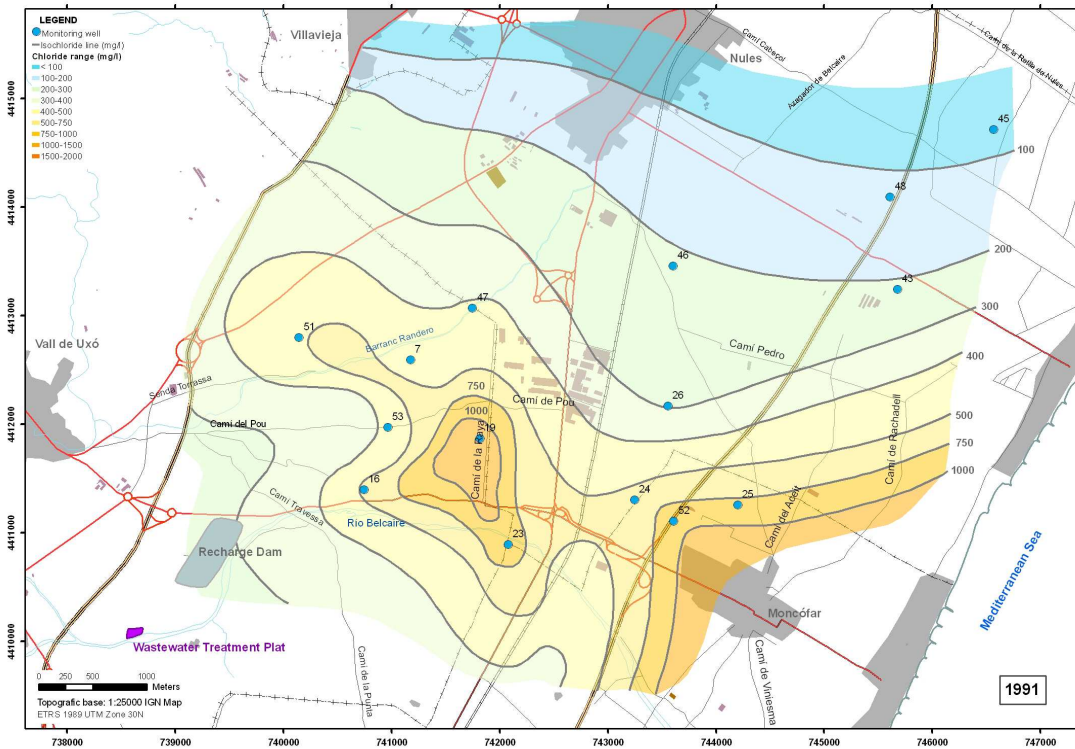 LEGEND
Monitoring well
Isochloride line (mg/l)
Chloride range (mg/l)
< 100
100-200
200-300
300-400
400-500
500-750
750-1000
1000-1500
1500-2000
Villavieja
Nules
Camí Cabeçol
Azagador de Belcaire
Camí de la Ratlla de Nules
45
100
48
200
46
43
300
47
400
51
Barranc Randero
7
Camí Pedro
Vall de Uxó
Senda Torrassa
750
1000
Camí de Pou
26
Camí de Rachadell
500
750
1000
Camí del Pou
53
19
Camí de la Raya
16
24
25
52
Camí del Aceit
Camí Travessa
Río Belcaire
23
Recharge Dam
Moncófar
Mediterranean Sea
Wastewater Treatment Plat
Camí de la Punta
Camí de Viniesma
0 250 500 1000
Meters
Topografic base: 1:25000 IGN Map
ETRS 1989 UTM Zone 30N
1991
4415000
4414000
4413000
4412000
4411000
4410000
738000 739000 740000 741000 742000 743000 744000 745000 746000 747000